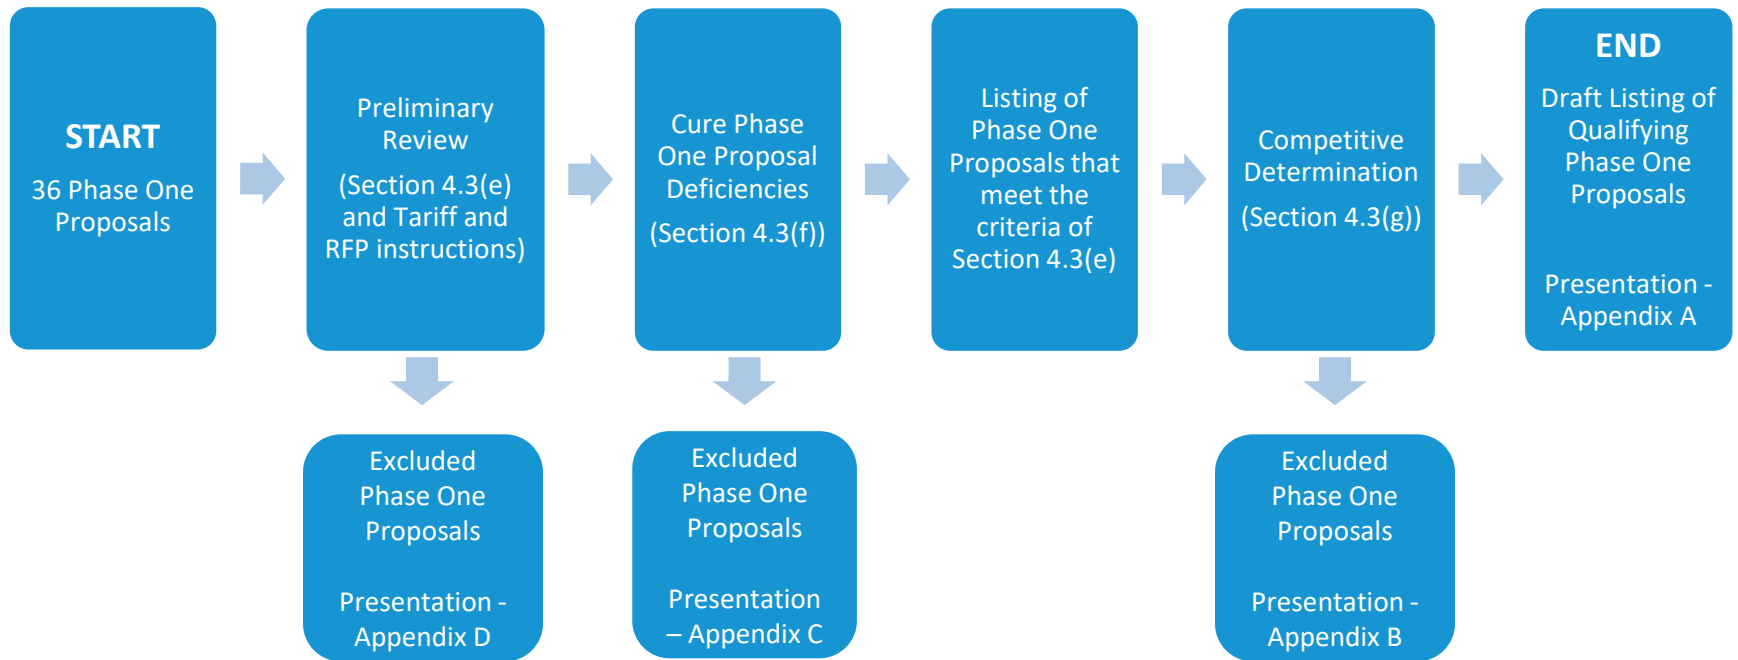 START
36 Phase One
Proposals
Preliminary
Review
(Section 4.3(e)
and Tariff and
RFP instructions)
Cure Phase
One Proposal
Deficiencies
(Section 4.3(f))
Listing of
Phase One
Proposals that
meet the
criteria of
Section 4.3(e)
Competitive
Determination
(Section 4.3(g))
END
Draft Listing of
Qualifying
Phase One
Proposals
Presentation -
Appendix A
Excluded
Phase One
Proposals
Presentation -
Appendix D
Excluded
Phase One
Proposals
Presentation
– Appendix C
Excluded
Phase One
Proposals
Presentation -
Appendix B